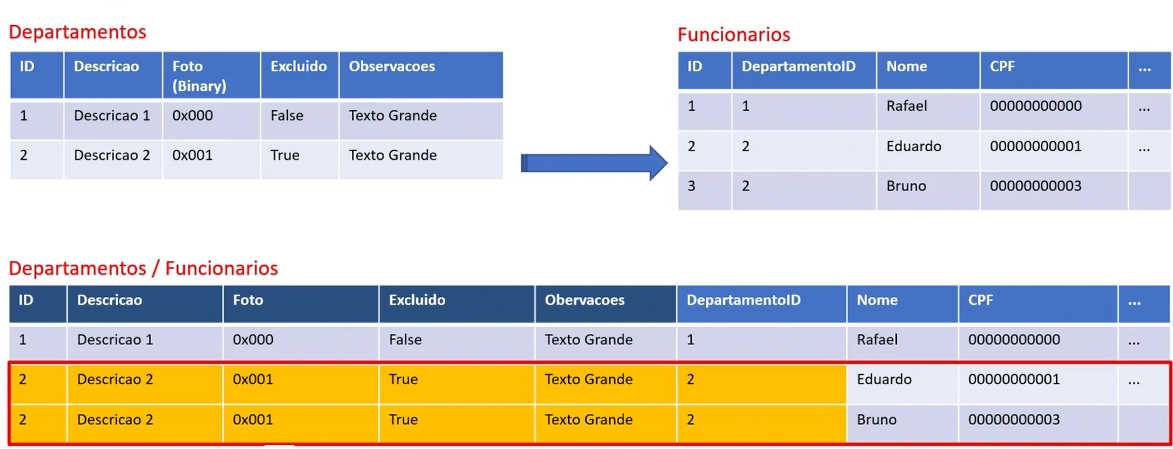 Departamentos
ID Descricao Foto (Binary) Excluido Observacoes
1 Descricao 1 0x000 False Texto Grande
2 Descricao 2 0x001 True Texto Grande
Funcionarios
ID DepartamentoID Nome CPF ...
1 1 Rafael 00000000000 ...
2 2 Eduardo 00000000001 ...
3 2 Bruno 00000000003
Departamentos / Funcionarios
ID Descricao Foto Excluido Obervacoes DepartamentoID Nome CPF ...
1 Descricao 1 0x000 False Texto Grande 1 Rafael 00000000000 ...
2 Descricao 2 0x001 True Texto Grande 2 Eduardo 00000000001 ...
2 Descricao 2 0x001 True Texto Grande 2 Bruno 00000000003